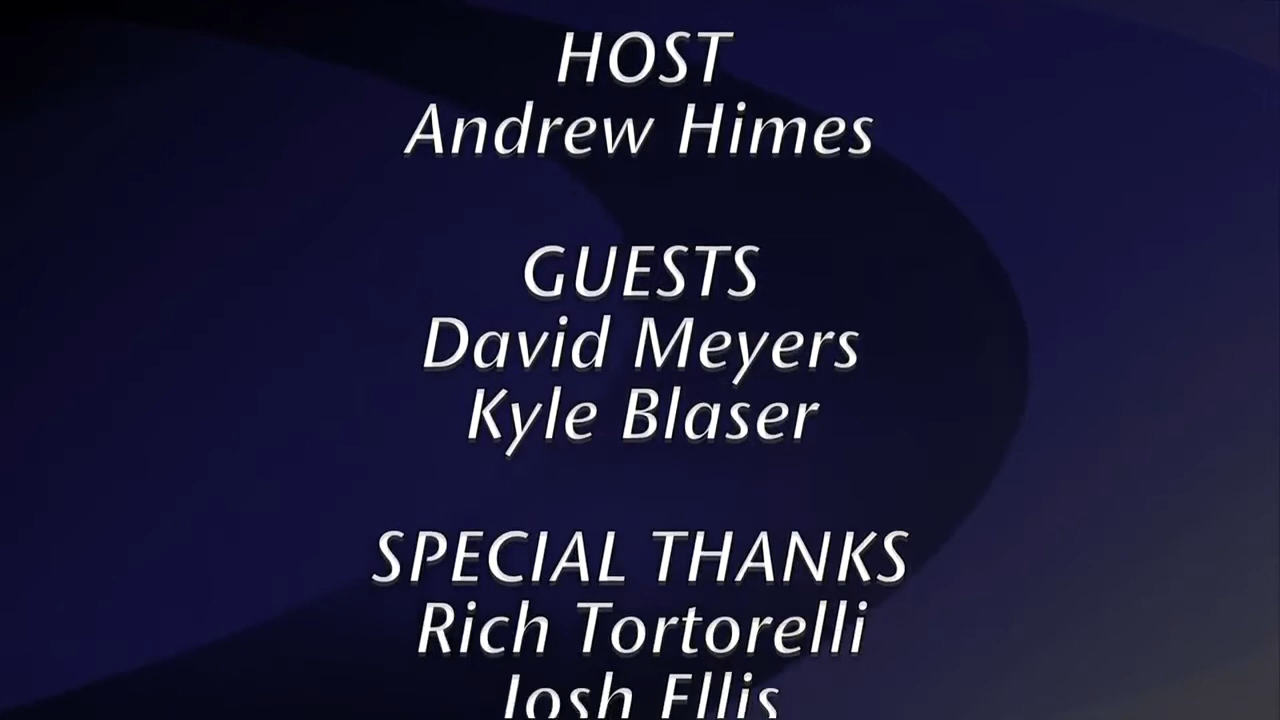 HOST
Andrew Himes
GUESTS
David Meyers
Kyle Blaser
SPECIAL THANKS
Rich Tortorelli
Josh Ellis